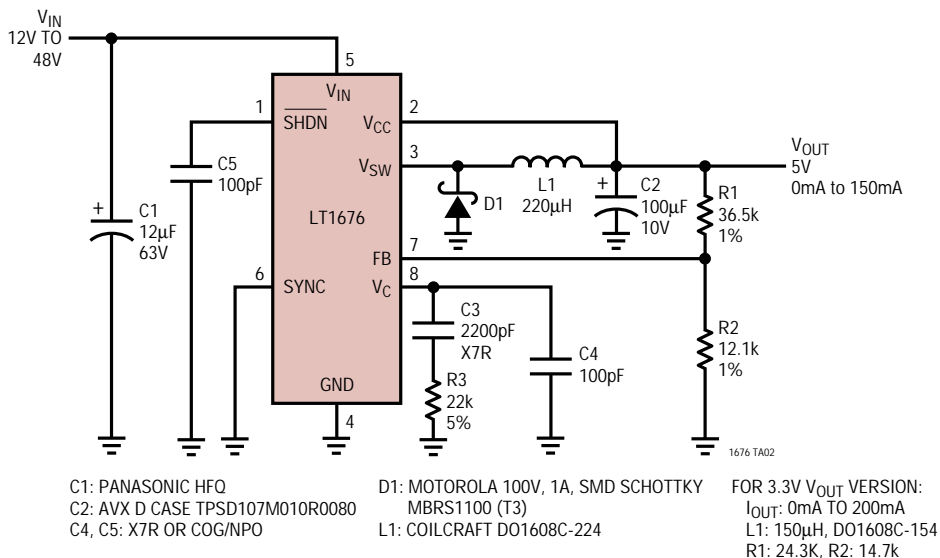 VIN
12V TO
48V
5
VIN
1
SHDN
VCC
2
VSW
3
C5
100pF
LT1676
D1
L1
220µH
+
C2
100µF
10V
VOUT
5V
0mA to 150mA
R1
36.5k
1%
+
C1
12µF
63V
FB
7
6
SYNC
VC
8
C3
2200pF
X7R
C4
100pF
R2
12.1k
1%
R3
22k
5%
GND
4
1676 TA02
C1: PANASONIC HFQ
C2: AVX D CASE TPSD107M010R0080
C4, C5: X7R OR COG/NPO
D1: MOTOROLA 100V, 1A, SMD SCHOTTKY
MBRS1100 (T3)
L1: COILCRAFT DO1608C-224
FOR 3.3V VOUT VERSION:
IOUT: 0mA TO 200mA
L1: 150µH, DO1608C-154
R1: 24.3K, R2: 14.7k